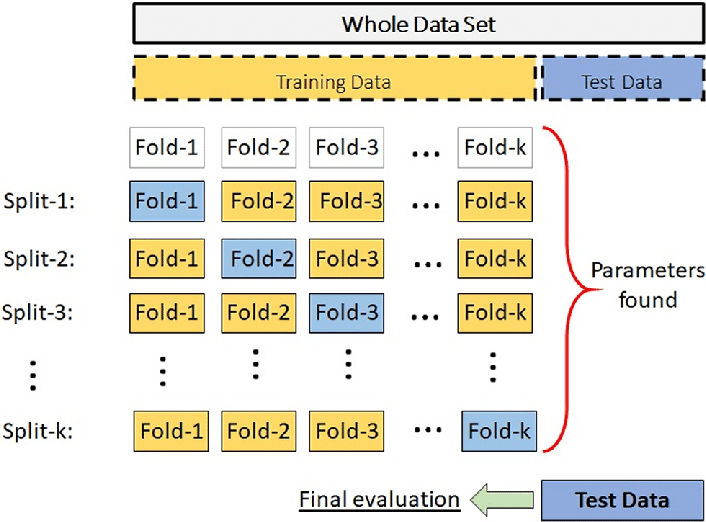 Whole Data Set
Training Data Test Data
Fold-1 Fold-2 Fold-3 ... Fold-k
Split-1: Fold-1 Fold-2 Fold-3 ... Fold-k
Split-2: Fold-1 Fold-2 Fold-3 ... Fold-k
Split-3: Fold-1 Fold-2 Fold-3 ... Fold-k
Split-k: Fold-1 Fold-2 Fold-3 ... Fold-k
Parameters
found
Final evaluation Test Data